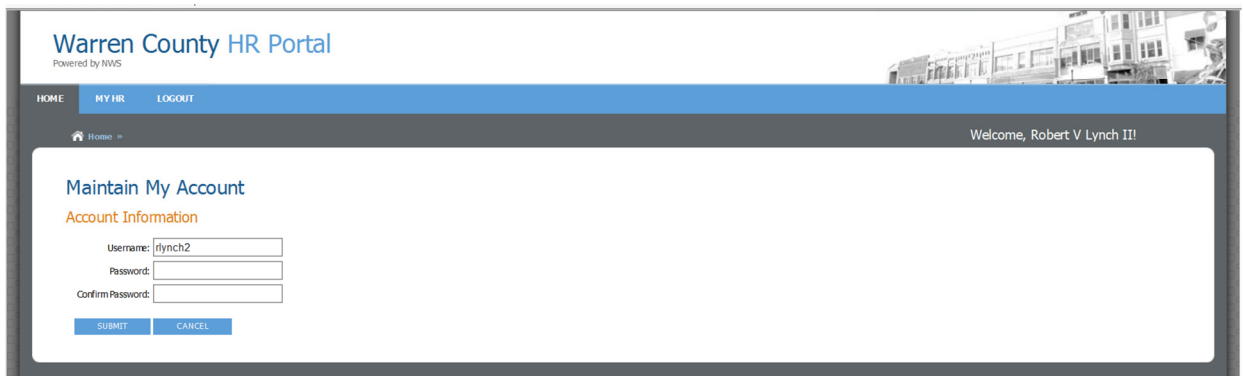 Warren County HR Portal
Powered by NWS
HOME MY HR LOGOUT
Home » Welcome, Robert V Lynch II!
Maintain My Account
Account Information
Username: rlynch2
Password:
Confirm Password:
SUBMIT CANCEL